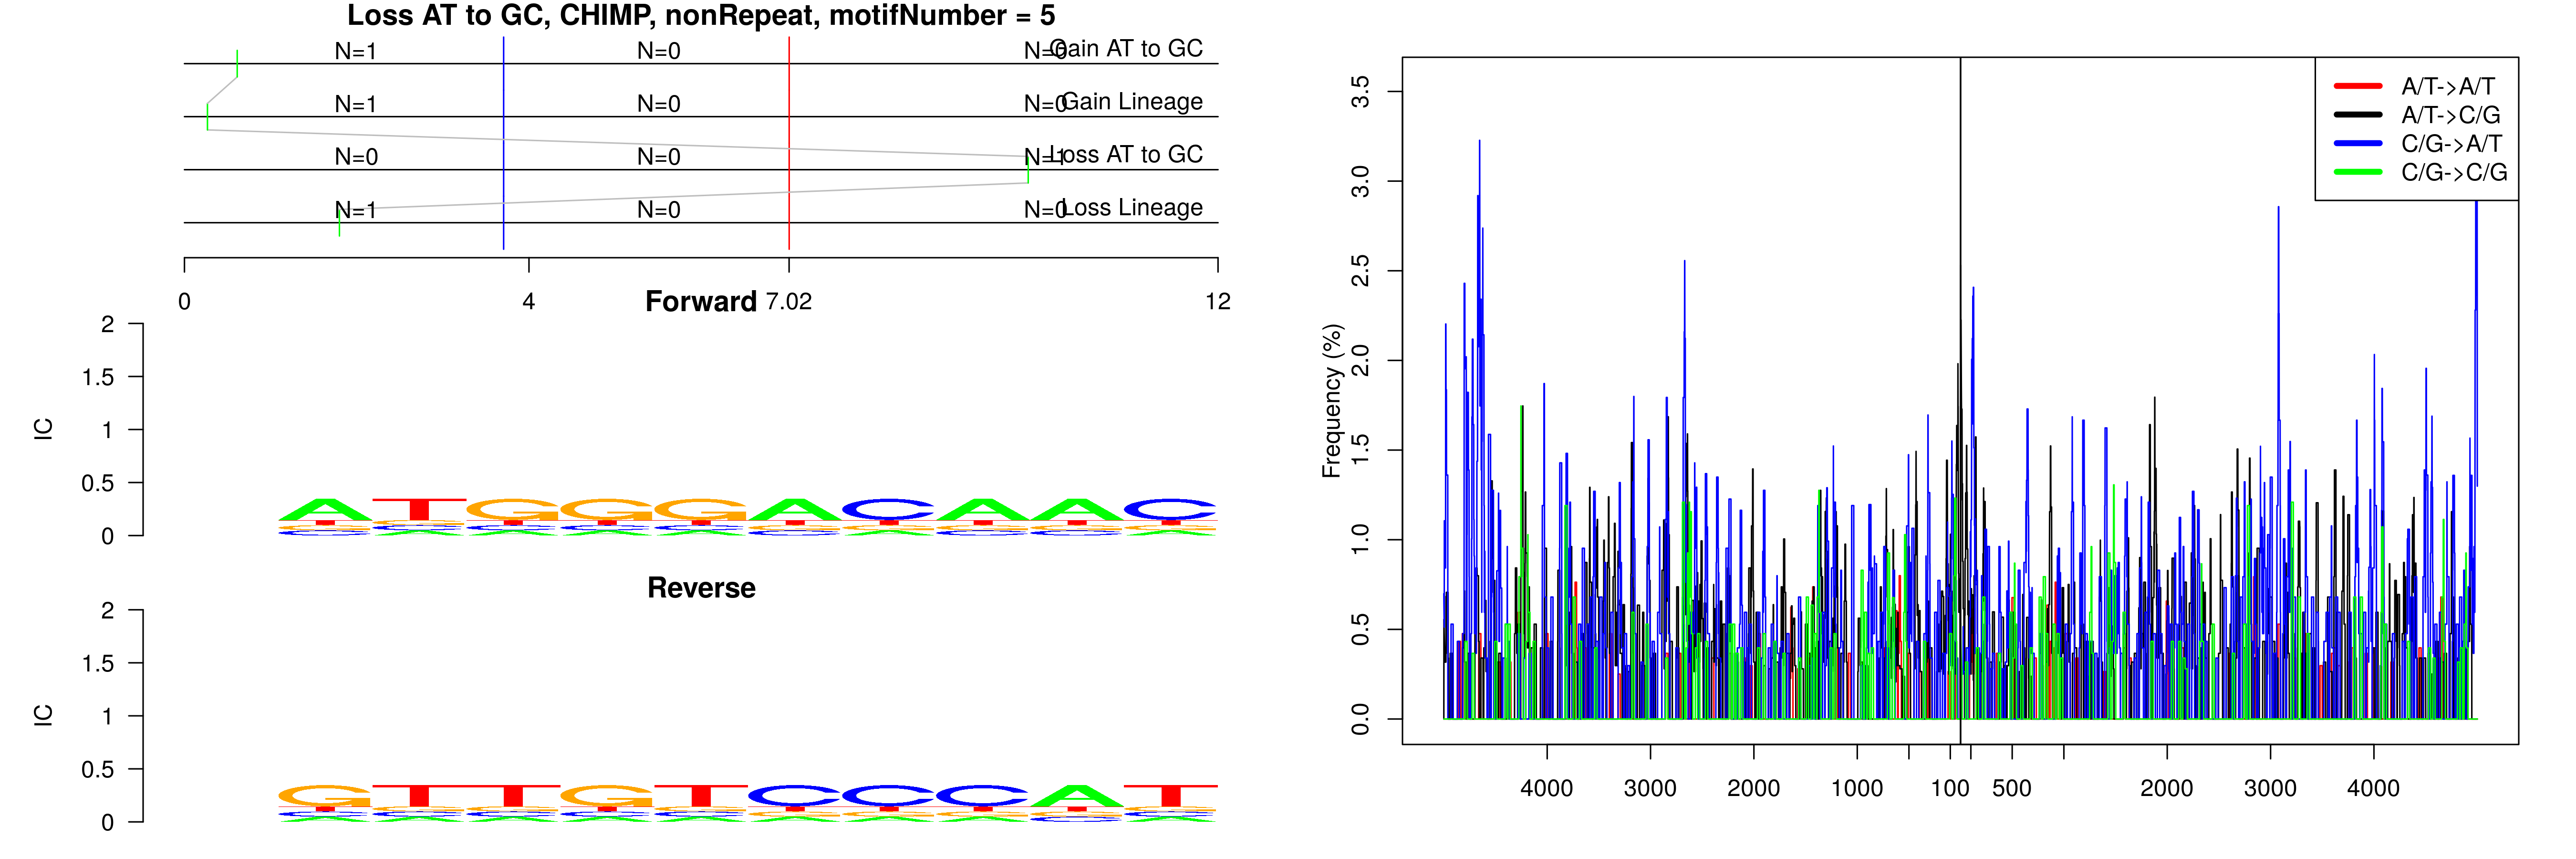 Loss AT to GC, CHIMP, nonRepeat, motifNumber = 5
N=1 N=0 N=0 Gain AT to GC
N=1 N=0 N=0 Gain Lineage
N=0 N=0 N=1 Loss AT to GC
N=1 N=0 N=0 Loss Lineage
0 4 7.02 12
Forward
2
1.5
1
0.5
0
IC
ATGGGACAAC
Reverse
2
1.5
1
0.5
0
IC
GTTGTCCCAT
Frequency (%)
3.5
3.0
2.5
2.0
1.5
1.0
0.5
0.0
A/T->A/T
A/T->C/G
C/G->A/T
C/G->C/G
4000 3000 2000 1000 100 500 2000 3000 4000